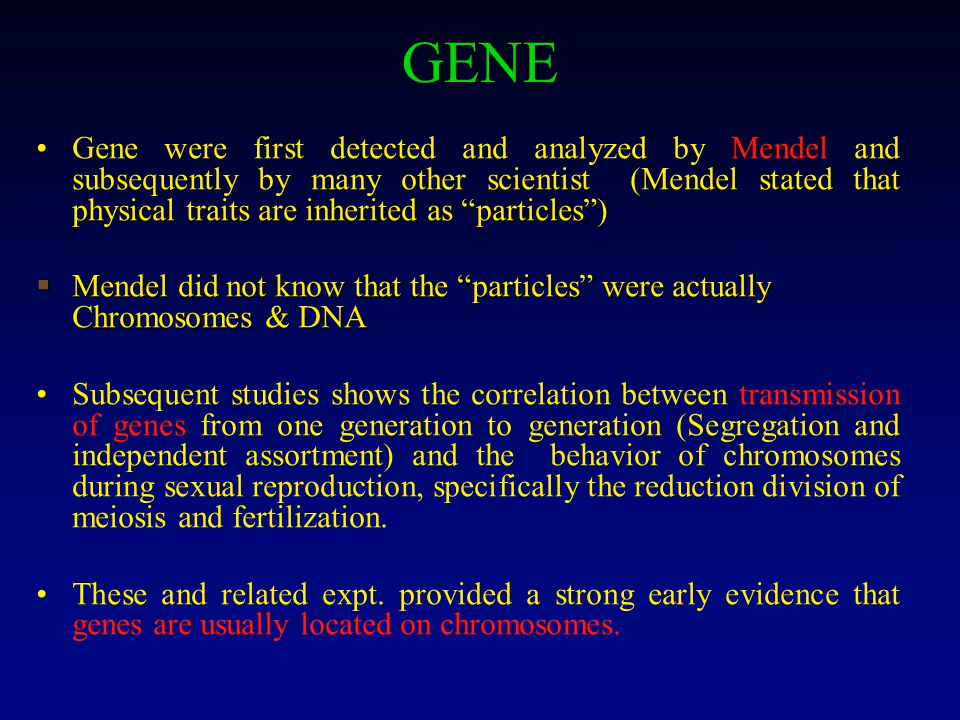 GENE
• Gene were first detected and analyzed by Mendel and
subsequently by many other scientist (Mendel stated that
physical traits are inherited as “particles”)
▪ Mendel did not know that the “particles” were actually
Chromosomes & DNA
• Subsequent studies shows the correlation between transmission
of genes from one generation to generation (Segregation and
independent assortment) and the behavior of chromosomes
during sexual reproduction, specifically the reduction division of
meiosis and fertilization.
• These and related expt. provided a strong early evidence that
genes are usually located on chromosomes.